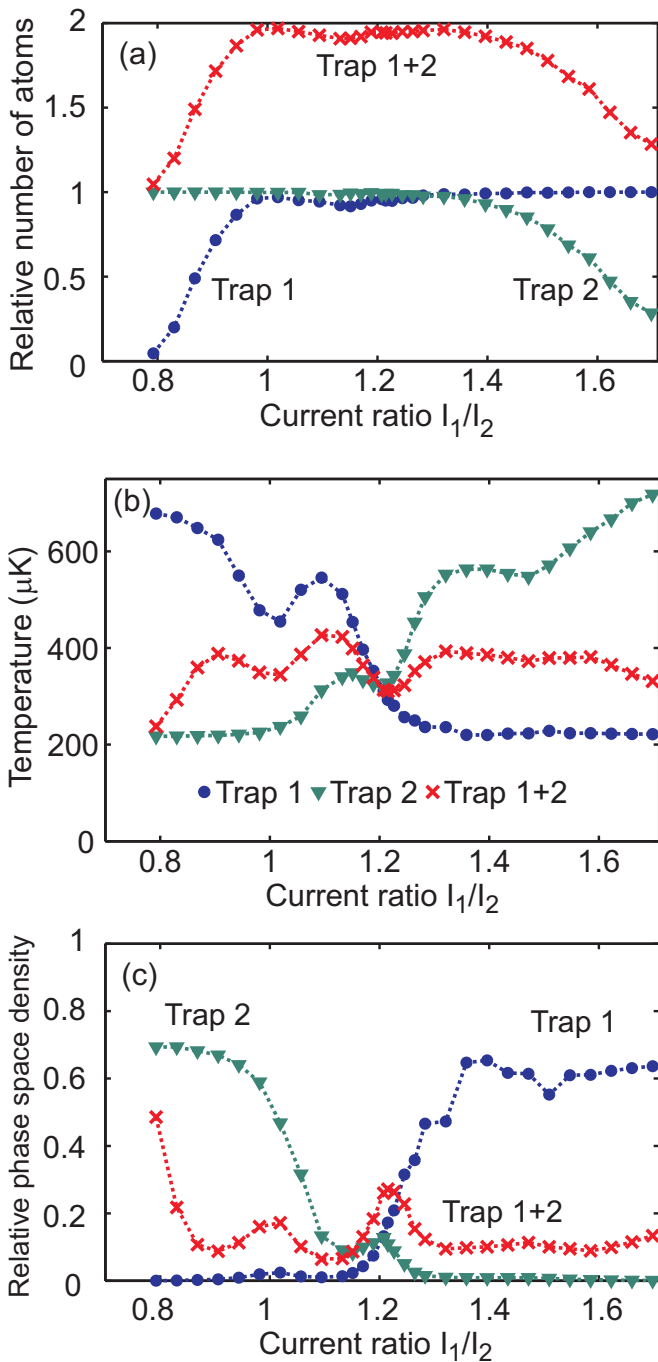 (a)
Relative number of atoms
2
1.5
1
0.5
0
Trap 1+2
Trap 1
Trap 2
0.8 1 1.2 1.4 1.6
Current ratio I₁/I₂
(b)
Temperature (μK)
600
400
200
0
Trap 1 Trap 2 Trap 1+2
0.8 1 1.2 1.4 1.6
Current ratio I₁/I₂
(c)
Relative phase space density
1
0.8
0.6
0.4
0.2
0
Trap 2
Trap 1
Trap 1+2
0.8 1 1.2 1.4 1.6
Current ratio I₁/I₂